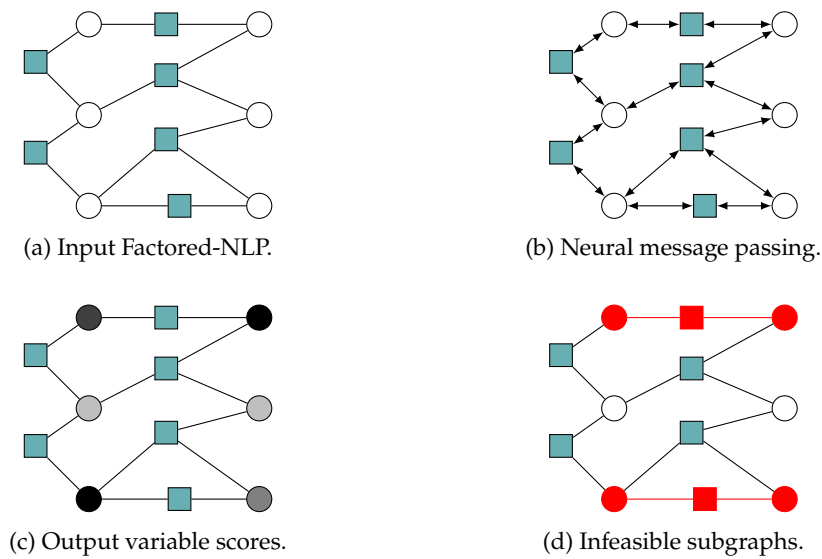 (a) Input Factored-NLP.
(b) Neural message passing.
(c) Output variable scores.
(d) Infeasible subgraphs.